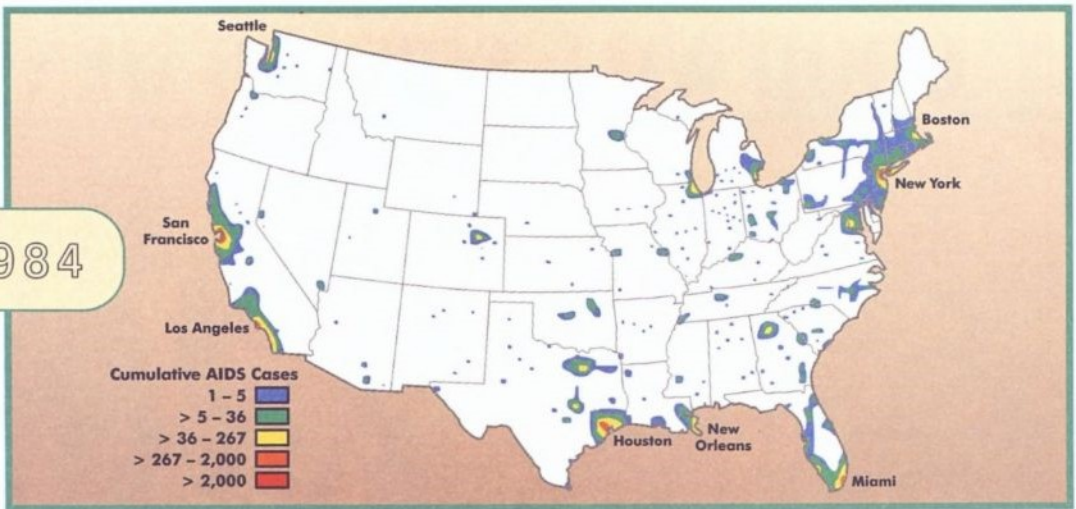 Seattle
Boston
New York
San
Francisco
984
Los Angeles
Cumulative AIDS Cases
1 – 5
> 5 – 36
> 36 – 267
> 267 – 2,000
> 2,000
Houston
New
Orleans
Miami